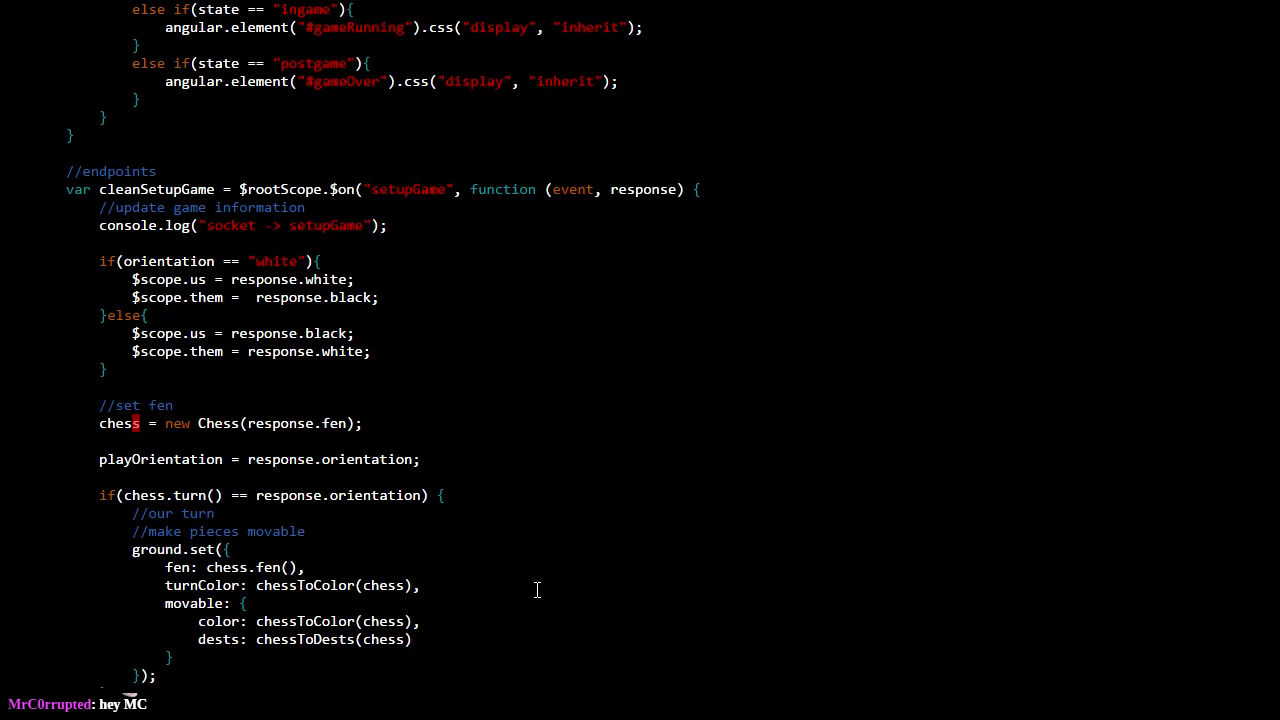 else if(state == "ingame"){
angular.element("#gameRunning").css("display", "inherit");
}
else if(state == "postgame"){
angular.element("#gameOver").css("display", "inherit");
}
}
}
//endpoints
var cleanSetupGame = $rootScope.$on("setupGame", function (event, response) {
//update game information
console.log("socket -> setupGame");
if(orientation == "white"){
$scope.us = response.white;
$scope.them =  response.black;
}else{
$scope.us = response.black;
$scope.them = response.white;
}
//set fen
chess = new Chess(response.fen);
playOrientation = response.orientation;
if(chess.turn() == response.orientation) {
//our turn
//make pieces movable
ground.set({
fen: chess.fen(),
turnColor: chessToColor(chess),
movable: {
color: chessToColor(chess),
dests: chessToDests(chess)
}
});
MrC0rrupted: hey MC